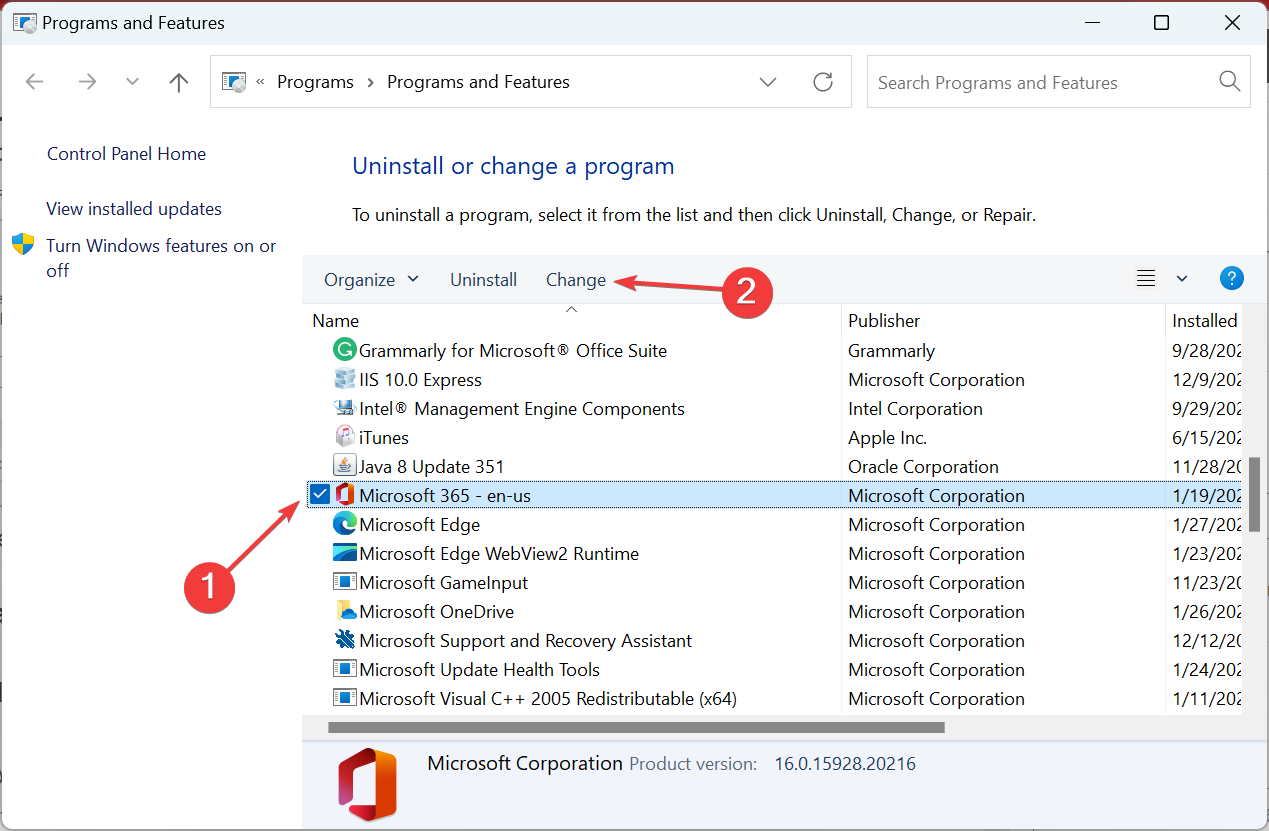 Programs and Features
« Programs › Programs and Features
Search Programs and Features
Control Panel Home
View installed updates
Turn Windows features on or
off
Uninstall or change a program
To uninstall a program, select it from the list and then click Uninstall, Change, or Repair.
Organize Uninstall Change 2 ?
Name Publisher Installed
G Grammarly for Microsoft® Office Suite Grammarly 9/28/202
IIS 10.0 Express Microsoft Corporation 12/9/202
Intel® Management Engine Components Intel Corporation 9/29/202
iTunes Apple Inc. 6/15/202
Java 8 Update 351 Oracle Corporation 11/28/20
Microsoft 365 - en-us Microsoft Corporation 1/19/202
Microsoft Edge Microsoft Corporation 1/27/202
Microsoft Edge WebView2 Runtime Microsoft Corporation 1/23/202
1 Microsoft GameInput Microsoft Corporation 11/23/20
Microsoft OneDrive Microsoft Corporation 1/26/202
Microsoft Support and Recovery Assistant Microsoft Corporation 12/12/20
Microsoft Update Health Tools Microsoft Corporation 1/24/202
Microsoft Visual C++ 2005 Redistributable (x64) Microsoft Corporation 1/11/202
Microsoft Corporation Product version: 16.0.15928.20216